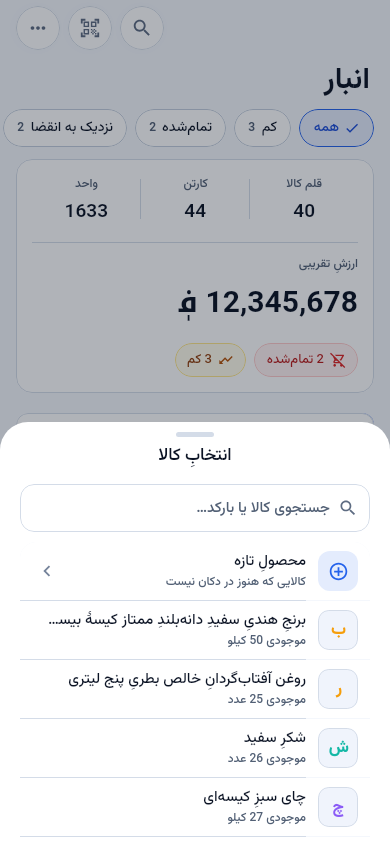 انبار
همه
کم 3
تمام‌شده 2
نزدیک به انقضا 2
قلم کالا
کارتن
واحد
40
44
1633
ارزشِ تقریبی
12,345,678 ؋
2 تمام‌شده
3 کم
انتخابِ کالا
جستجوی کالا یا بارکد...
محصولِ تازه
کالایی که هنوز در دکان نیست
ب
برنجِ هندیِ سفیدِ دانه‌بلندِ ممتاز کیسهٔ بیس...
موجودی 50 کیلو
ر
روغن آفتاب‌گردانِ خالص بطریِ پنج لیتری
موجودی 25 عدد
ش
شکرِ سفید
موجودی 26 عدد
چ
چای سبزِ کیسه‌ای
موجودی 27 کیلو